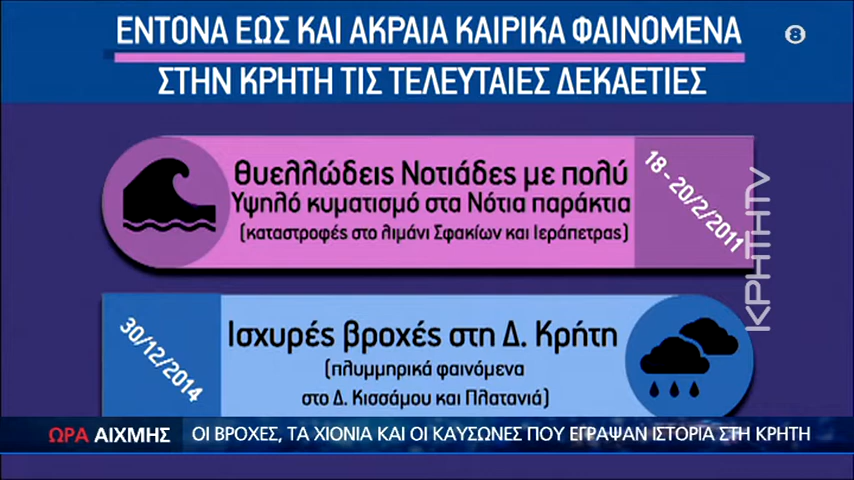 ΕΝΤΟΝΑ ΕΩΣ ΚΑΙ ΑΚΡΑΙΑ ΚΑΙΡΙΚΑ ΦΑΙΝΟΜΕΝΑ
8
ΣΤΗΝ ΚΡΗΤΗ ΤΙΣ ΤΕΛΕΥΤΑΙΕΣ ΔΕΚΑΕΤΙΕΣ
Θυελλώδεις Νοτιάδες με πολύ
Υψηλό κυματισμό στα Νότια παράκτια
(καταστροφές στο λιμάνι Σφακίων και Ιεράπετρας)
18 - 20/2/2011
ΚΡΗΤΗTV
30/12/2014
Ισχυρές βροχές στη Δ. Κρήτη
(πλυμμηρικά φαινόμενα
στο Δ. Κισσάμου και Πλατανιά)
ΩΡΑ ΑΙΧΜΗΣ ΟΙ ΒΡΟΧΕΣ, ΤΑ ΧΙΟΝΙΑ ΚΑΙ ΟΙ ΚΑΥΣΩΝΕΣ ΠΟΥ ΕΓΡΑΨΑΝ ΙΣΤΟΡΙΑ ΣΤΗ ΚΡΗΤΗ